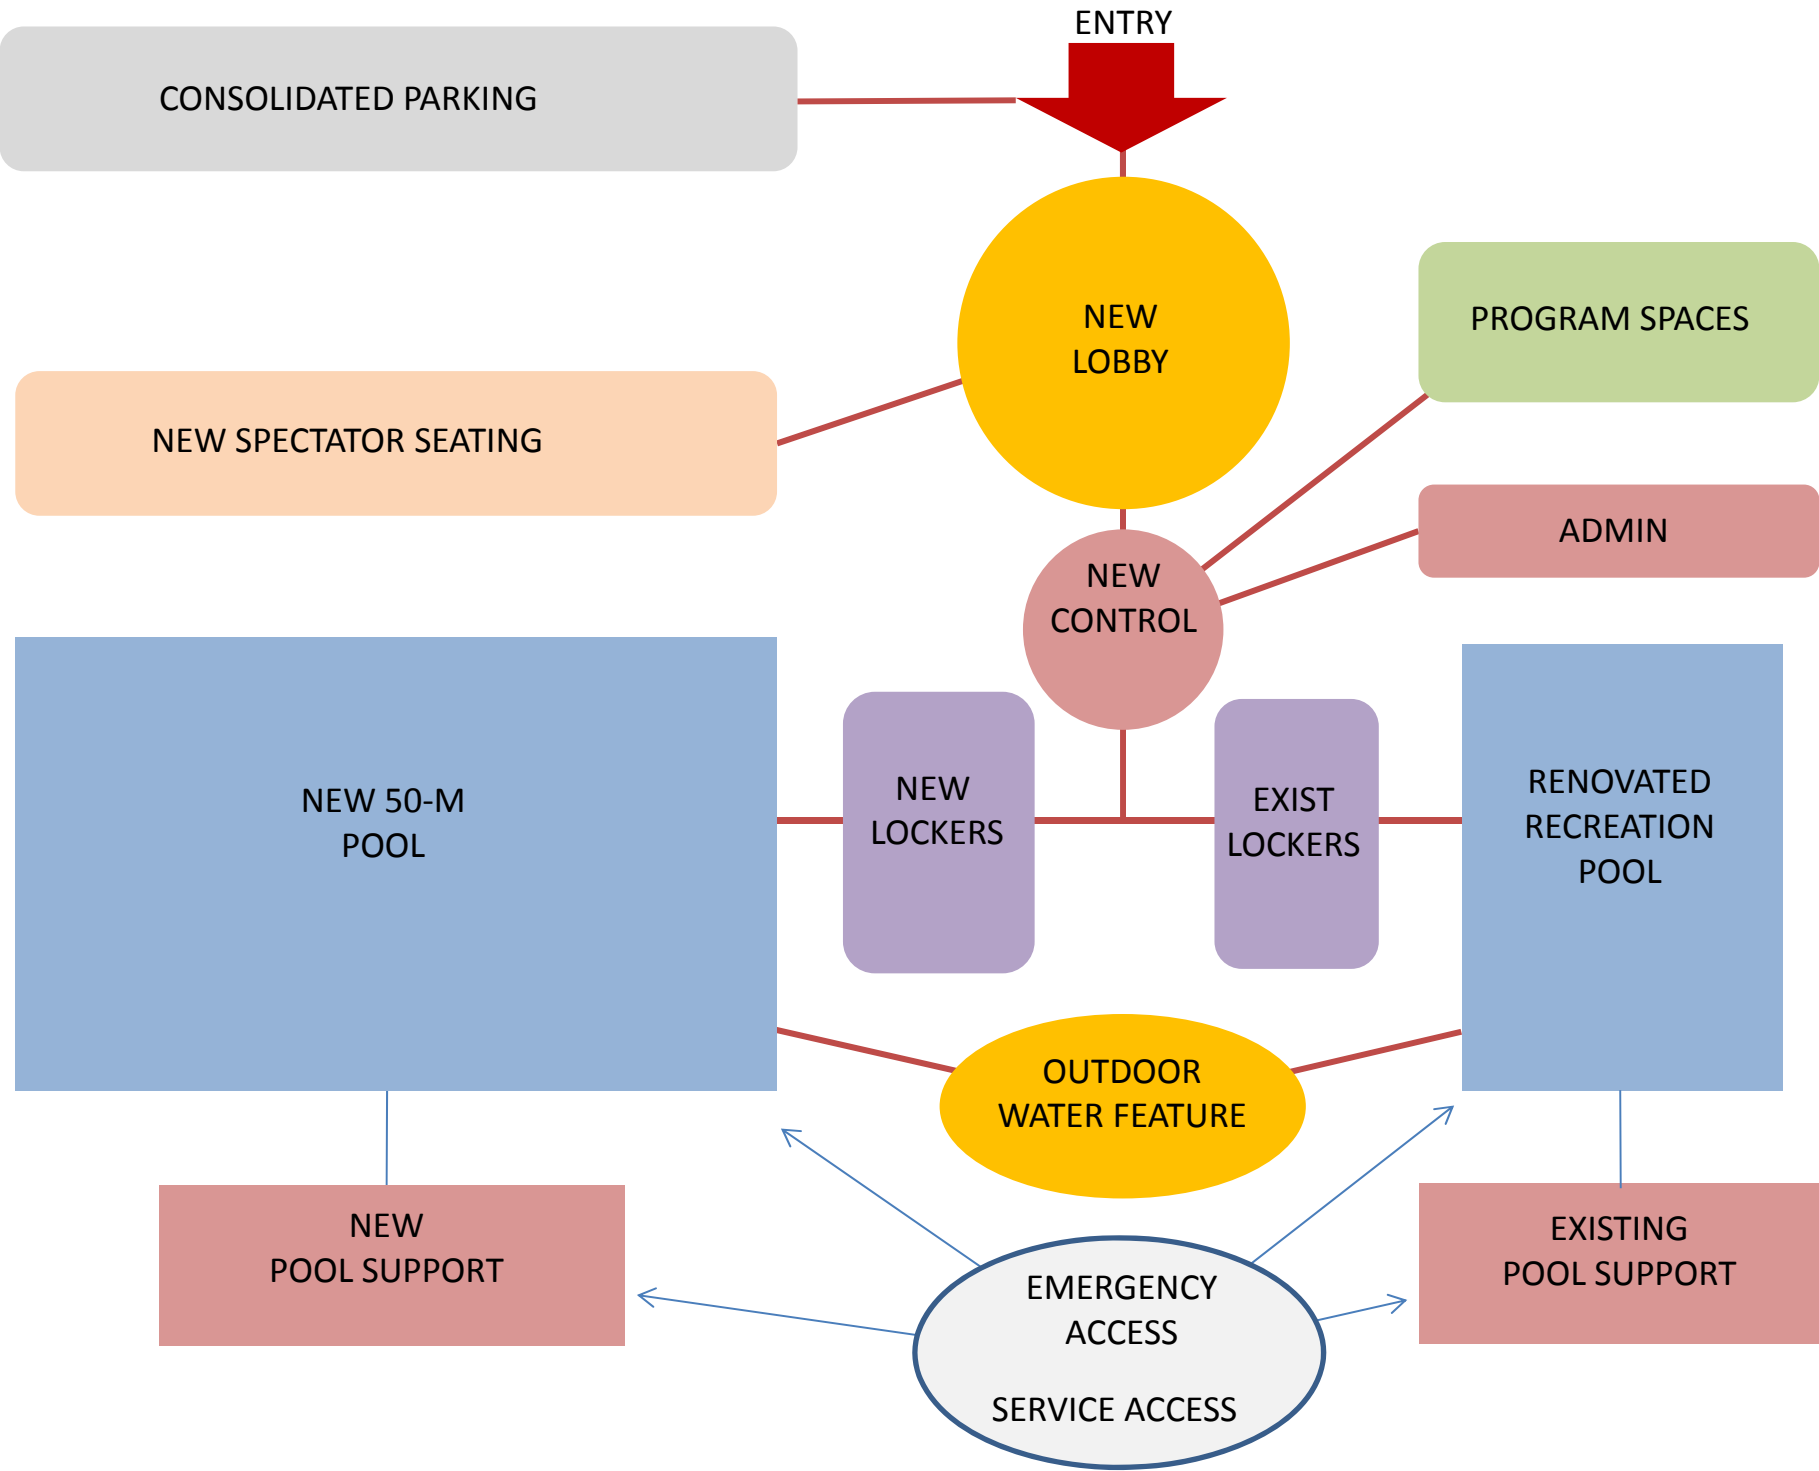 ENTRY
CONSOLIDATED PARKING
NEW
LOBBY
PROGRAM SPACES
NEW SPECTATOR SEATING
ADMIN
NEW
CONTROL
NEW 50-M
POOL
NEW
LOCKERS
EXIST
LOCKERS
RENOVATED
RECREATION
POOL
OUTDOOR
WATER FEATURE
NEW
POOL SUPPORT
EXISTING
POOL SUPPORT
EMERGENCY
ACCESS
SERVICE ACCESS